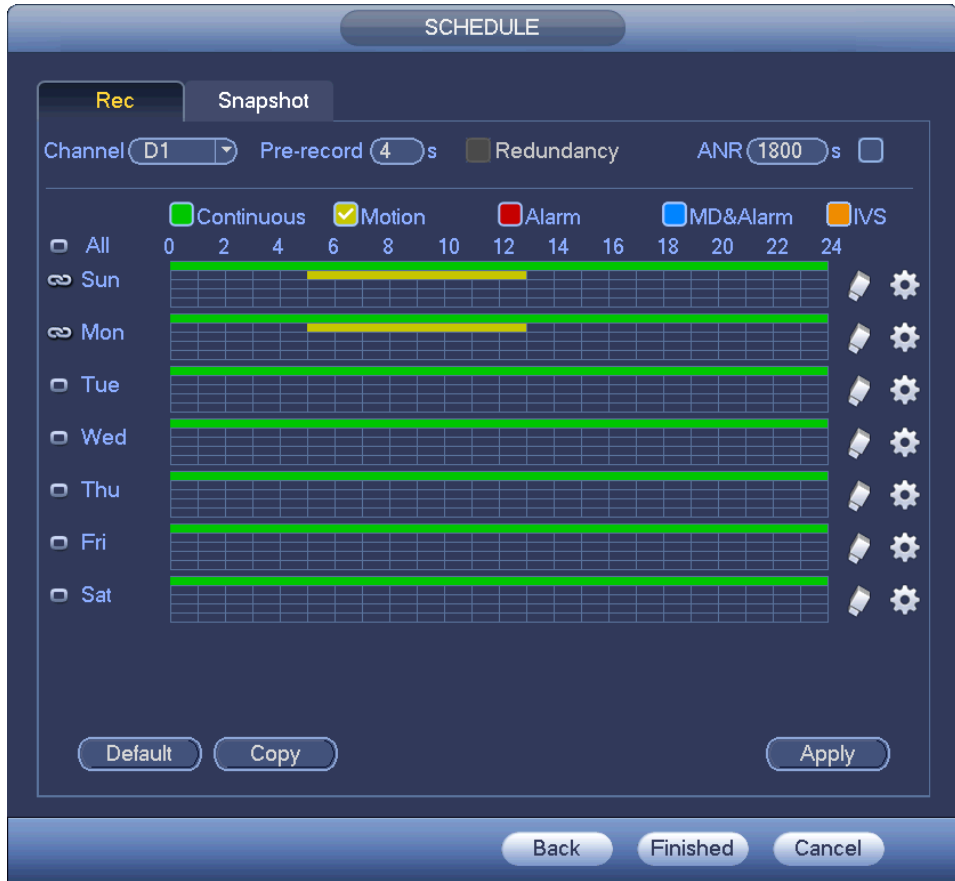 SCHEDULE
Rec Snapshot
Channel D1 Pre-record 4 s Redundancy ANR 1800 s
Continuous Motion Alarm MD&Alarm IVS
All 0 2 4 6 8 10 12 14 16 18 20 22 24
Sun
Mon
Tue
Wed
Thu
Fri
Sat
Default Copy Apply
Back Finished Cancel